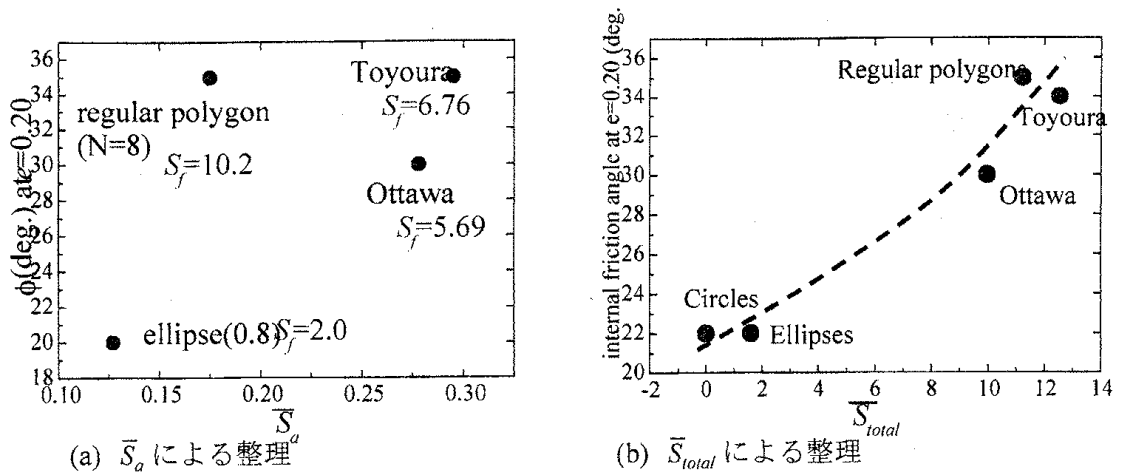 36
34
32
30
28
26
24
22
20
18
φ(deg.) at e=0.20
Toyoura
S_f=6.76
regular polygon
(N=8)
S_f=10.2
Ottawa
S_f=5.69
ellipse(0.8) S_f=2.0
0.10 0.15 0.20 0.25 0.30
S̅_a
(a) S̅_a による整理
internal friction angle at e=0.20 (deg.
36
34
32
30
28
26
24
22
20
Regular polygons
Toyoura
Ottawa
Circles
Ellipses
-2 0 2 4 6 8 10 12 14
S̅_total
(b) S̅_total による整理